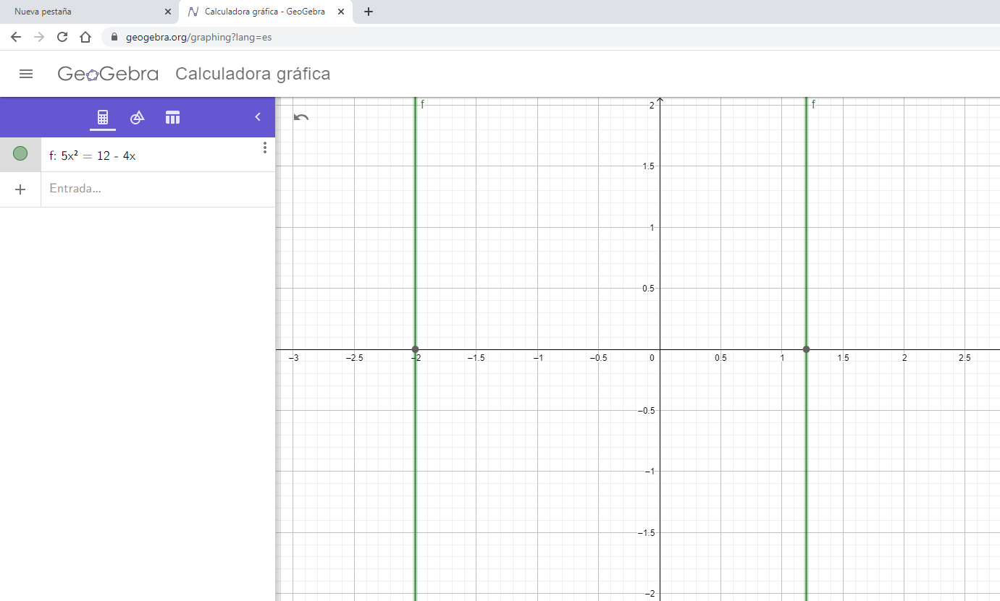 Nueva pestaña
Calculadora gráfica - GeoGebra
geogebra.org/graphing?lang=es
GeoGebra Calculadora gráfica
f: 5x² = 12 - 4x
Entrada...
f
f
2
1.5
1
0.5
−3 −2.5 −2 −1.5 −1 −0.5 0 0.5 1 1.5 2 2.5
−0.5
−1
−1.5
−2